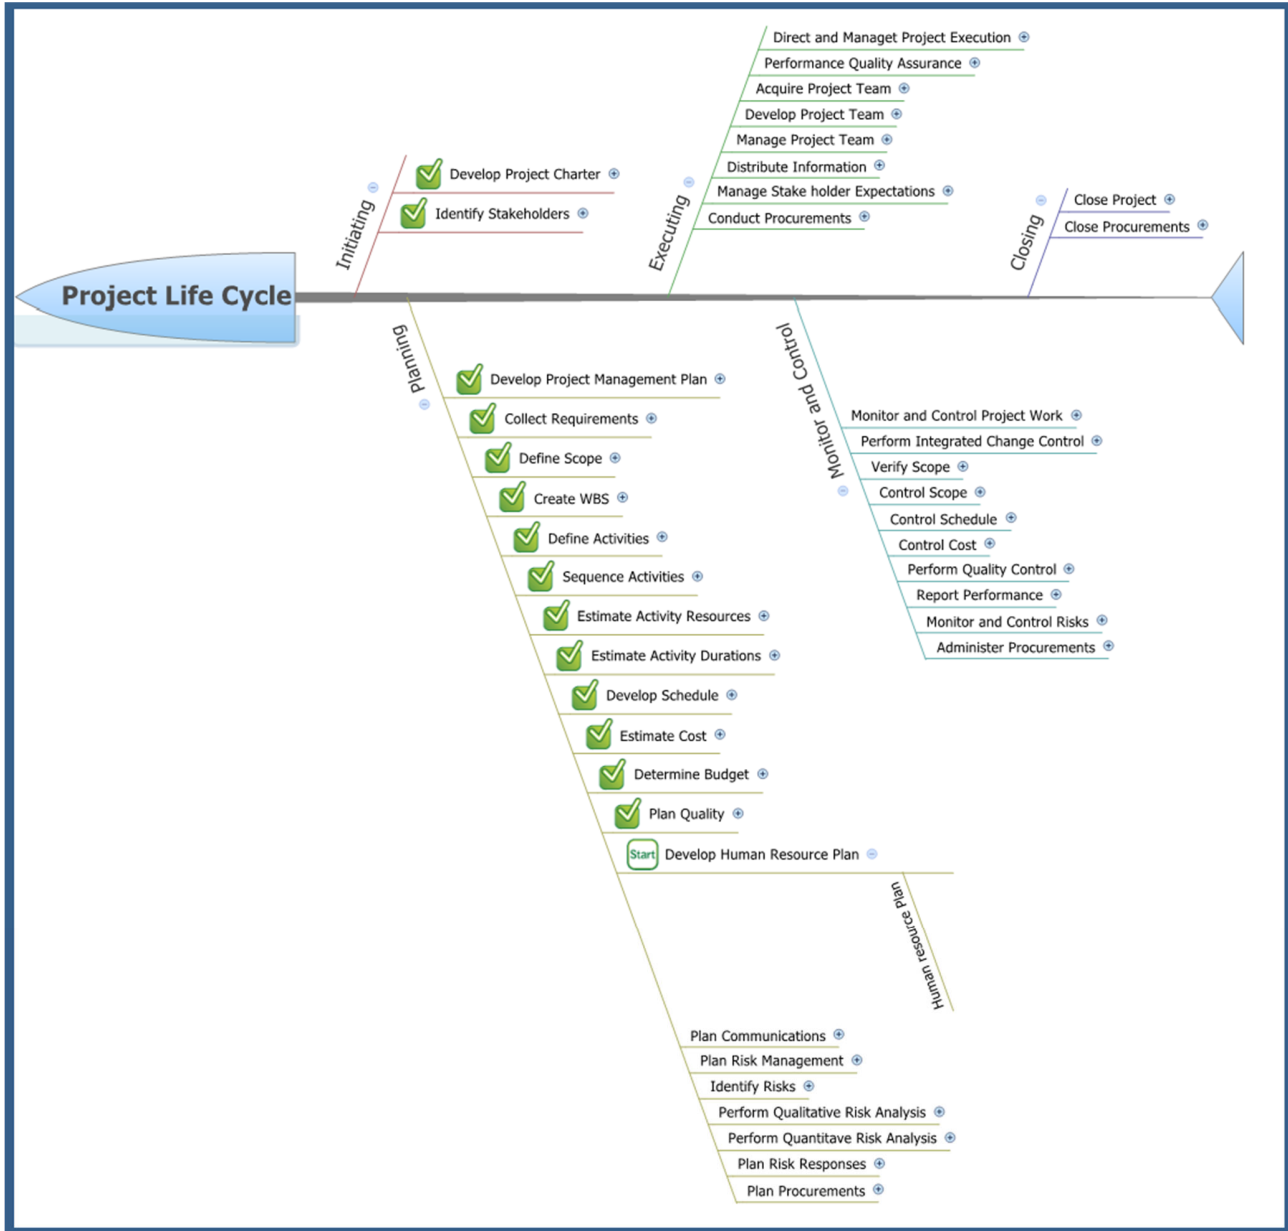 Project Life Cycle
Initiating
Develop Project Charter
Identify Stakeholders
Executing
Direct and Managet Project Execution
Performance Quality Assurance
Acquire Project Team
Develop Project Team
Manage Project Team
Distribute Information
Manage Stake holder Expectations
Conduct Procurements
Closing
Close Project
Close Procurements
Planning
Develop Project Management Plan
Collect Requirements
Define Scope
Create WBS
Define Activities
Sequence Activities
Estimate Activity Resources
Estimate Activity Durations
Develop Schedule
Estimate Cost
Determine Budget
Plan Quality
Start Develop Human Resource Plan
Human resource Plan
Plan Communications
Plan Risk Management
Identify Risks
Perform Qualitative Risk Analysis
Perform Quantitave Risk Analysis
Plan Risk Responses
Plan Procurements
Monitor and Control
Monitor and Control Project Work
Perform Integrated Change Control
Verify Scope
Control Scope
Control Schedule
Control Cost
Perform Quality Control
Report Performance
Monitor and Control Risks
Administer Procurements